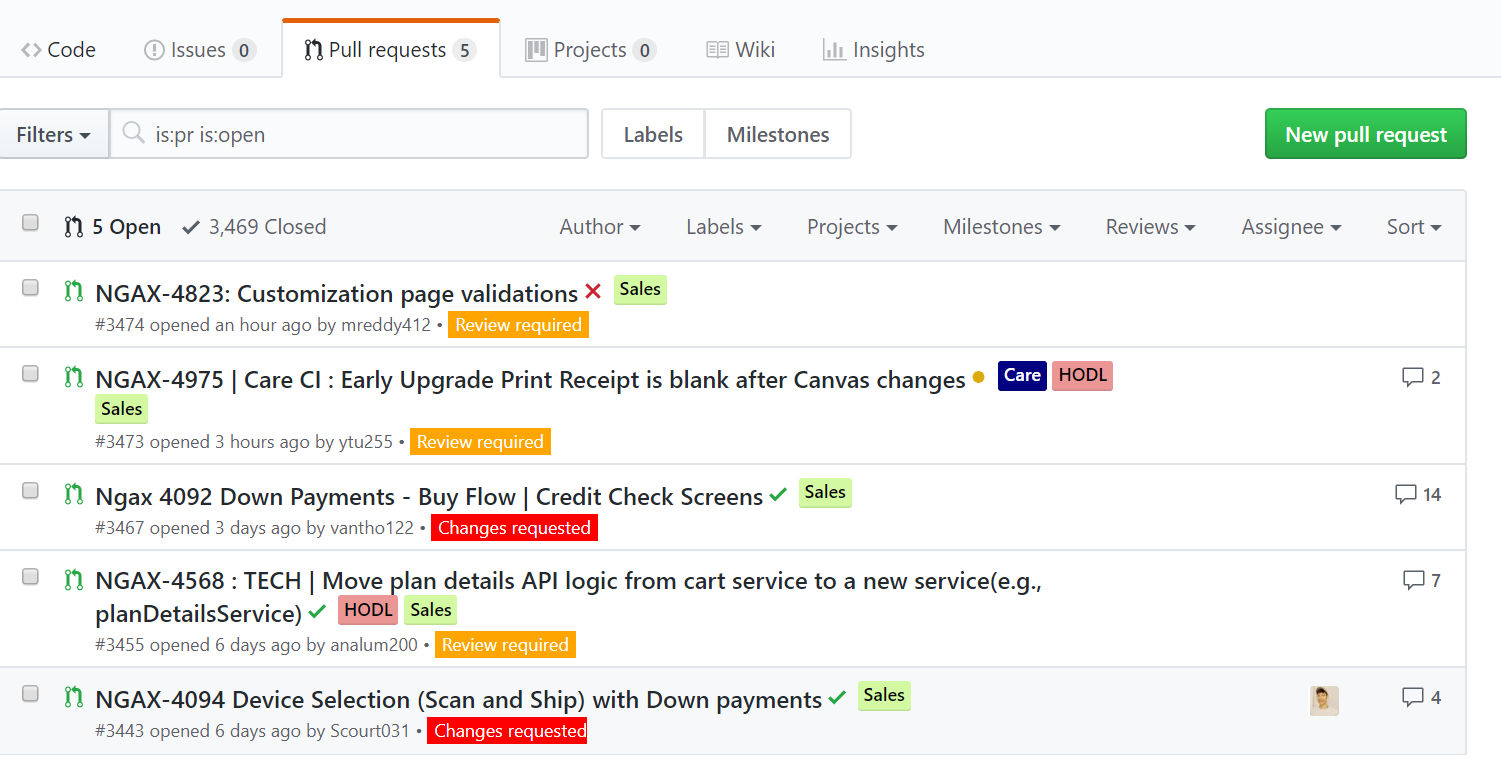 Code Issues 0 Pull requests 5 Projects 0 Wiki Insights
Filters is:pr is:open Labels Milestones New pull request
5 Open 3,469 Closed Author Labels Projects Milestones Reviews Assignee Sort
NGAX-4823: Customization page validations Sales
#3474 opened an hour ago by mreddy412 • Review required
NGAX-4975 | Care CI : Early Upgrade Print Receipt is blank after Canvas changes Care HODL 2
Sales
#3473 opened 3 hours ago by ytu255 • Review required
Ngax 4092 Down Payments - Buy Flow | Credit Check Screens Sales 14
#3467 opened 3 days ago by vantho122 • Changes requested
NGAX-4568 : TECH | Move plan details API logic from cart service to a new service(e.g., 7
planDetailsService) HODL Sales
#3455 opened 6 days ago by analum200 • Review required
NGAX-4094 Device Selection (Scan and Ship) with Down payments Sales 4
#3443 opened 6 days ago by Scourt031 • Changes requested